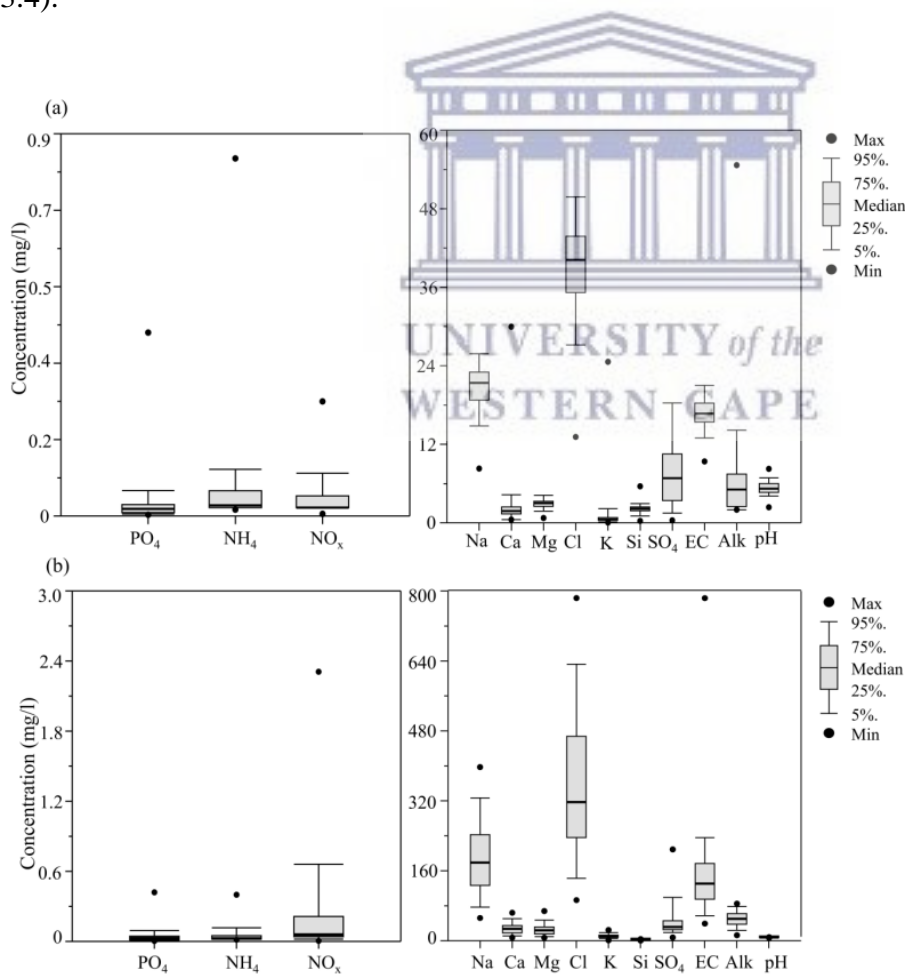 3.4).
(a)
0.9
0.7
0.5
0.4
0.2
0
Concentration (mg/l)
PO₄ NH₄ NOₓ
60
48
36
24
12
0
Na Ca Mg Cl K Si SO₄ EC Alk pH
Max
95%.
75%.
Median
25%.
5%.
Min
UNIVERSITY of the
WESTERN CAPE
(b)
3.0
2.4
1.8
1.2
0.6
0
Concentration (mg/l)
PO₄ NH₄ NOₓ
800
640
480
320
160
0
Na Ca Mg Cl K Si SO₄ EC Alk pH
Max
95%.
75%.
Median
25%.
5%.
Min